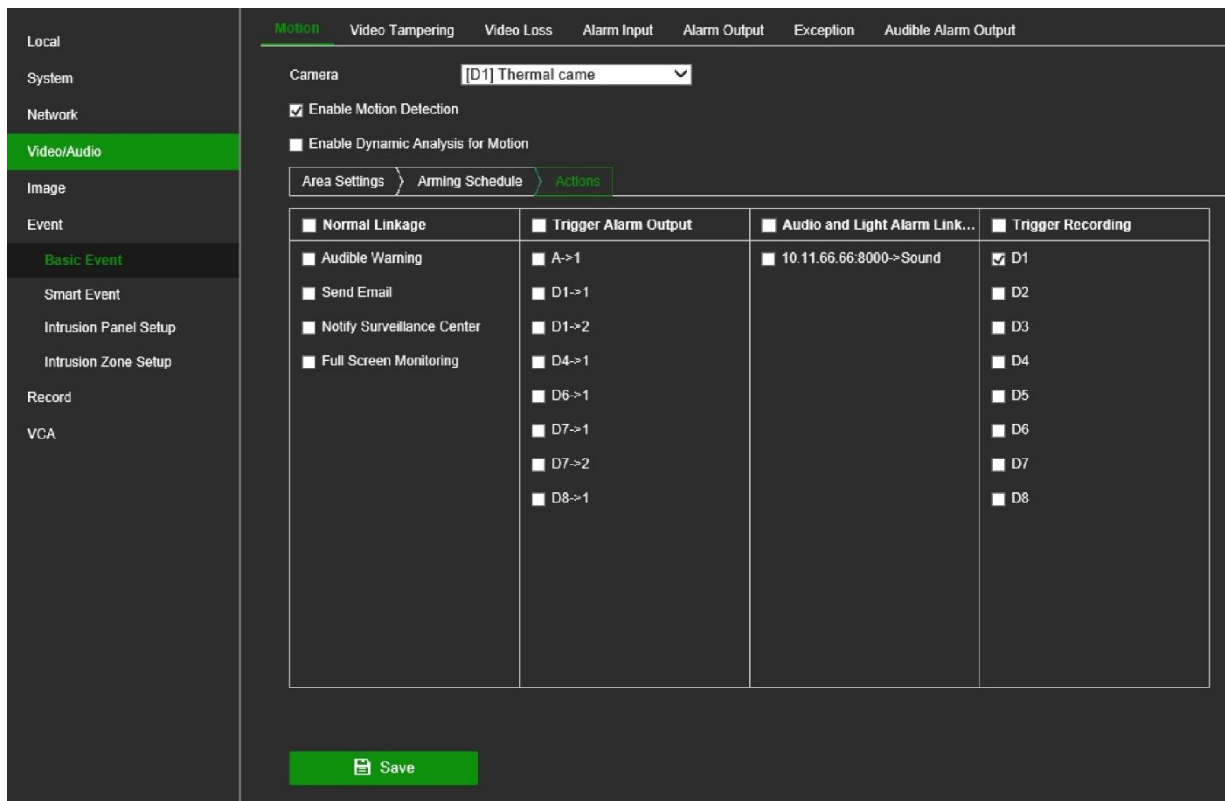 Local
System
Network
Video/Audio
Image
Event
Basic Event
Smart Event
Intrusion Panel Setup
Intrusion Zone Setup
Record
VCA
Motion Video Tampering Video Loss Alarm Input Alarm Output Exception Audible Alarm Output
Camera [D1] Thermal came
Enable Motion Detection
Enable Dynamic Analysis for Motion
Area Settings Arming Schedule Actions
Normal Linkage Trigger Alarm Output Audio and Light Alarm Link... Trigger Recording
Audible Warning A->1 10.11.66.66:8000->Sound D1
Send Email D1->1 D2
Notify Surveillance Center D1->2 D3
Full Screen Monitoring D4->1 D4
D6->1 D5
D7->1 D6
D7->2 D7
D8->1 D8
Save